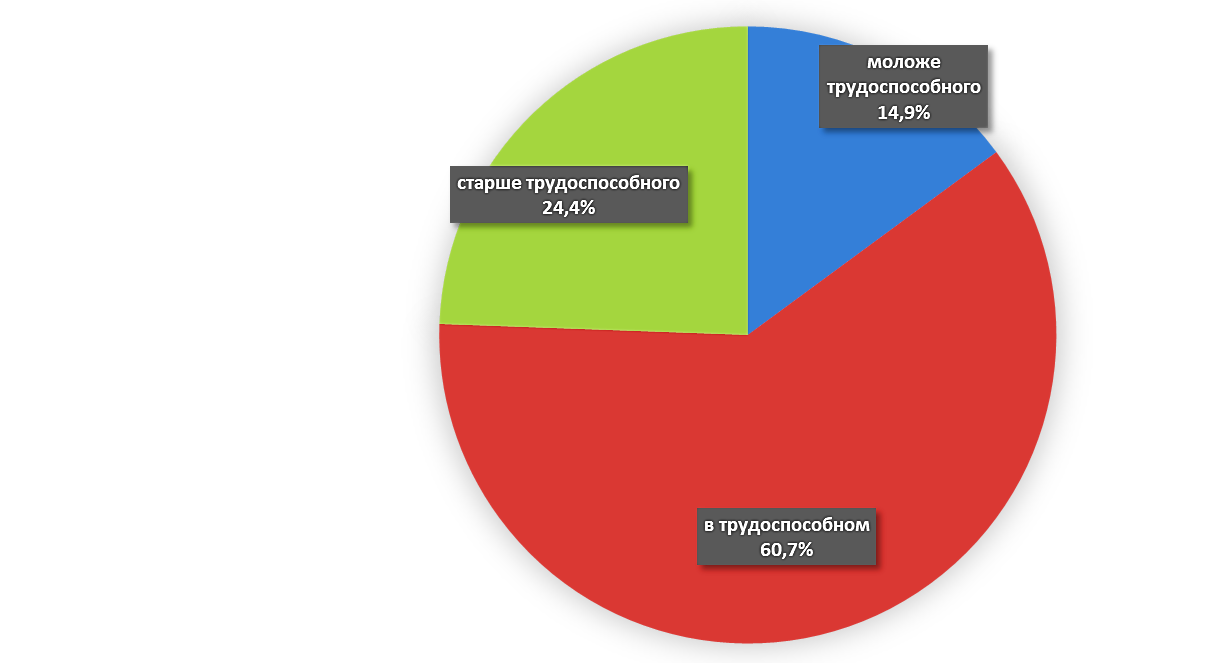 моложе
трудоспособного
14,9%
старше трудоспособного
24,4%
в трудоспособном
60,7%